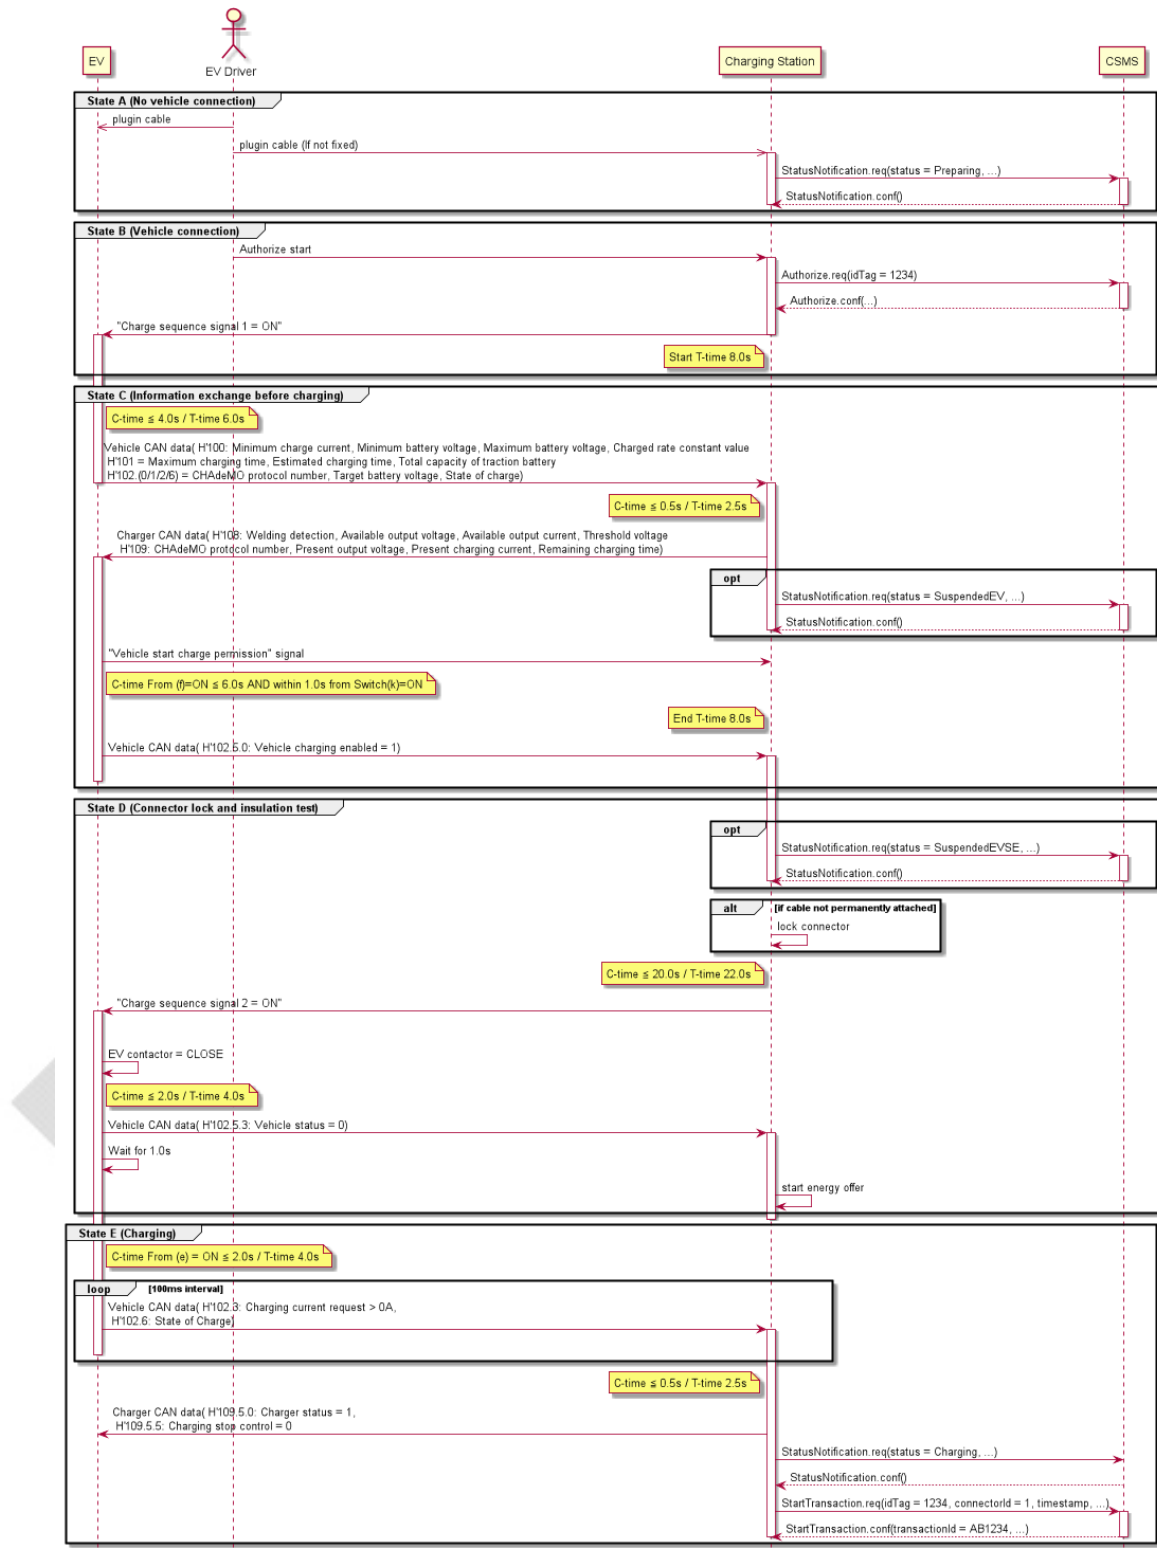 EV
EV Driver
Charging Station
CSMS
State A (No vehicle connection)
plugin cable
plugin cable (If not fixed)
StatusNotification.req(status = Preparing, ...)
StatusNotification.conf()
State B (Vehicle connection)
Authorize start
Authorize.req(idTag = 1234)
Authorize.conf(...)
"Charge sequence signal 1 = ON"
Start T-time 8.0s
State C (Information exchange before charging)
C-time ≦ 4.0s / T-time 6.0s
Vehicle CAN data( H'100: Minimum charge current, Minimum battery voltage, Maximum battery voltage, Charged rate constant value
H'101 = Maximum charging time, Estimated charging time, Total capacity of traction battery
H'102.(0/1/2/6) = CHAdeMO protocol number, Target battery voltage, State of charge)
C-time ≦ 0.5s / T-time 2.5s
Charger CAN data( H'108: Welding detection, Available output voltage, Available output current, Threshold voltage
H'109: CHAdeMO protocol number, Present output voltage, Present charging current, Remaining charging time)
opt
StatusNotification.req(status = SuspendedEV, ...)
StatusNotification.conf()
"Vehicle start charge permission" signal
C-time From (f)=ON ≦ 6.0s AND within 1.0s from Switch(k)=ON
End T-time 8.0s
Vehicle CAN data( H'102.5.0: Vehicle charging enabled = 1)
State D (Connector lock and insulation test)
opt
StatusNotification.req(status = SuspendedEVSE, ...)
StatusNotification.conf()
alt [if cable not permanently attached]
lock connector
C-time ≦ 20.0s / T-time 22.0s
"Charge sequence signal 2 = ON"
EV contactor = CLOSE
C-time ≦ 2.0s / T-time 4.0s
Vehicle CAN data( H'102.5.3: Vehicle status = 0)
Wait for 1.0s
start energy offer
State E (Charging)
C-time From (e) = ON ≦ 2.0s / T-time 4.0s
loop [100ms interval]
Vehicle CAN data( H'102.3: Charging current request > 0A,
H'102.6: State of Charge)
C-time ≦ 0.5s / T-time 2.5s
Charger CAN data( H'109.5.0: Charger status = 1,
H'109.5.5: Charging stop control = 0
StatusNotification.req(status = Charging, ...)
StatusNotification.conf()
StartTransaction.req(idTag = 1234, connectorId = 1, timestamp, ...)
StartTransaction.conf(transactionId = AB1234, ...)